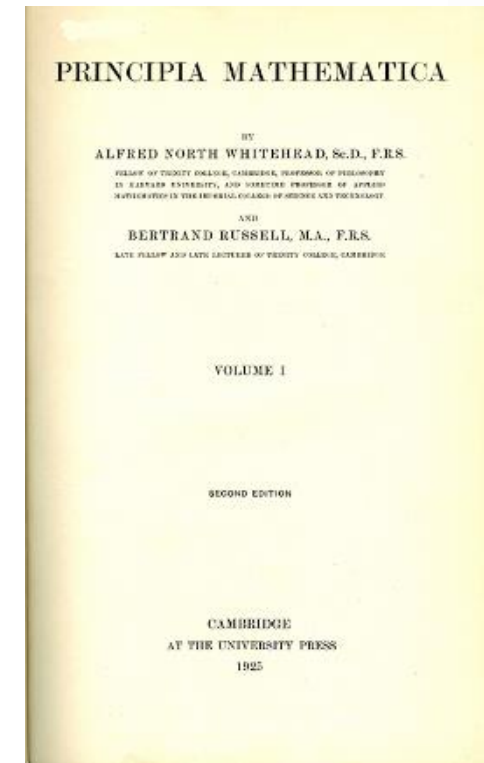 PRINCIPIA MATHEMATICA
BY
ALFRED NORTH WHITEHEAD, Sc.D., F.R.S.
FELLOW OF TRINITY COLLEGE, CAMBRIDGE, PROFESSOR OF PHILOSOPHY
IN HARVARD UNIVERSITY, AND SOMETIME PROFESSOR OF APPLIED
MATHEMATICS IN THE IMPERIAL COLLEGE OF SCIENCE AND TECHNOLOGY
AND
BERTRAND RUSSELL, M.A., F.R.S.
LATE FELLOW AND LATE LECTURER OF TRINITY COLLEGE, CAMBRIDGE
VOLUME I
SECOND EDITION
CAMBRIDGE
AT THE UNIVERSITY PRESS
1925